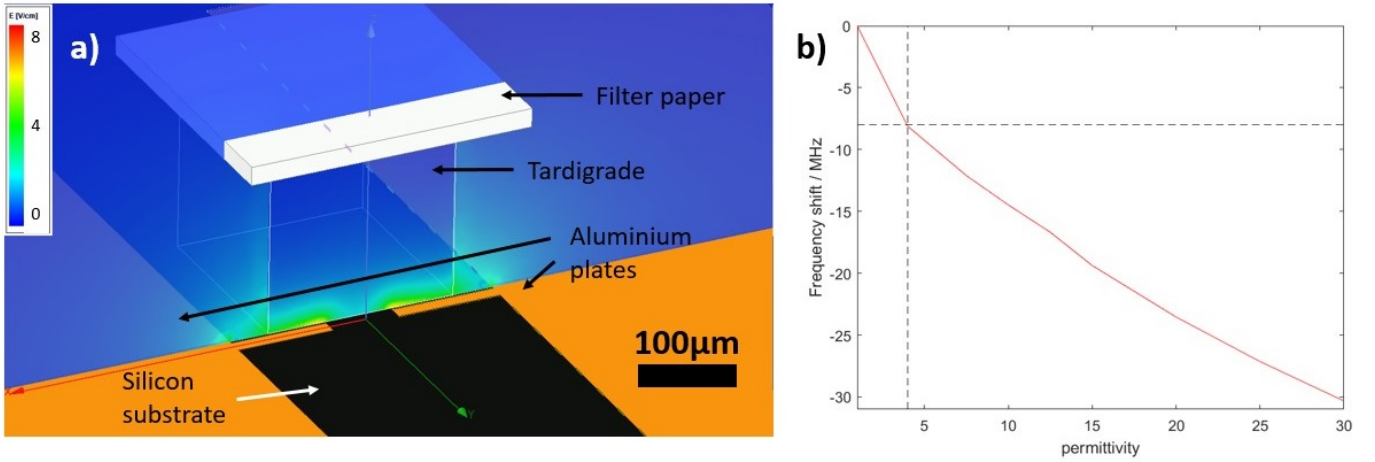 E [V/cm]
8
4
0
a)
Filter paper
Tardigrade
Aluminium
plates
100μm
Silicon
substrate
Y
b)
0
-5
-10
-15
-20
-25
-30
Frequency shift / MHz
5
10
15
20
25
30
permittivity